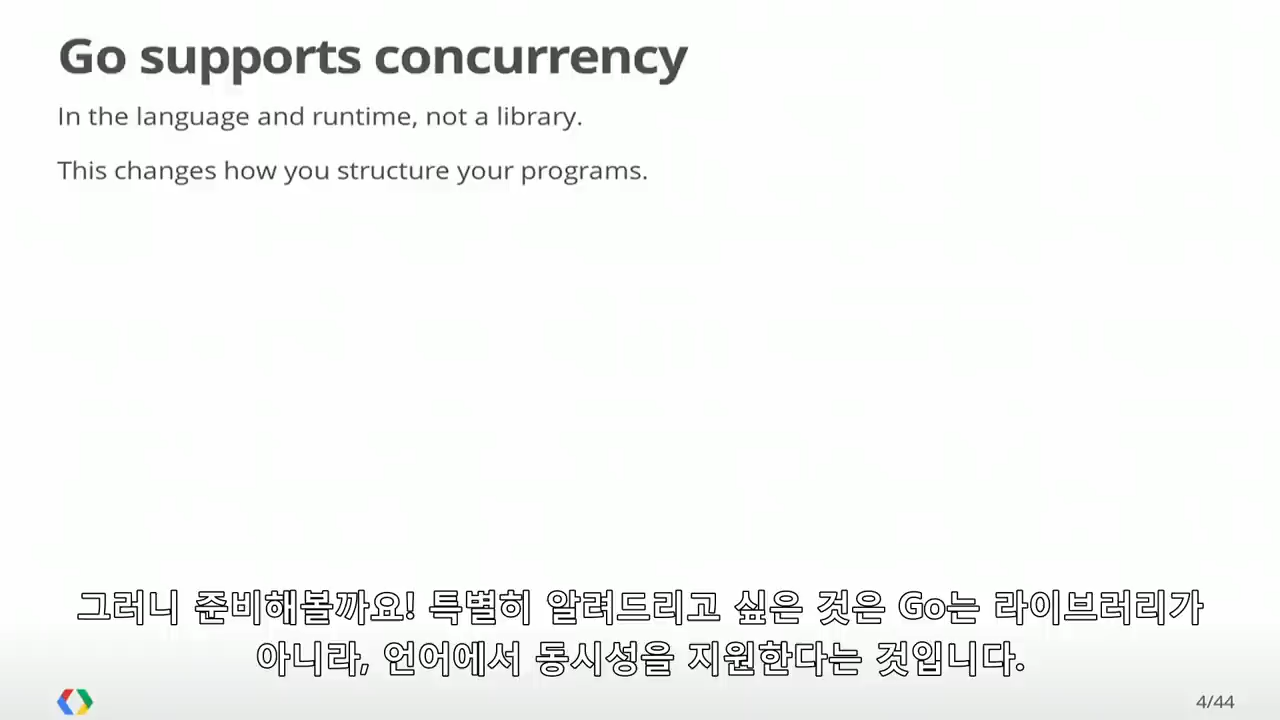 Go supports concurrency
In the language and runtime, not a library.
This changes how you structure your programs.
그러니 준비해볼까요! 특별히 알려드리고 싶은 것은 Go는 라이브러리가
아니라, 언어에서 동시성을 지원한다는 것입니다.
4/44